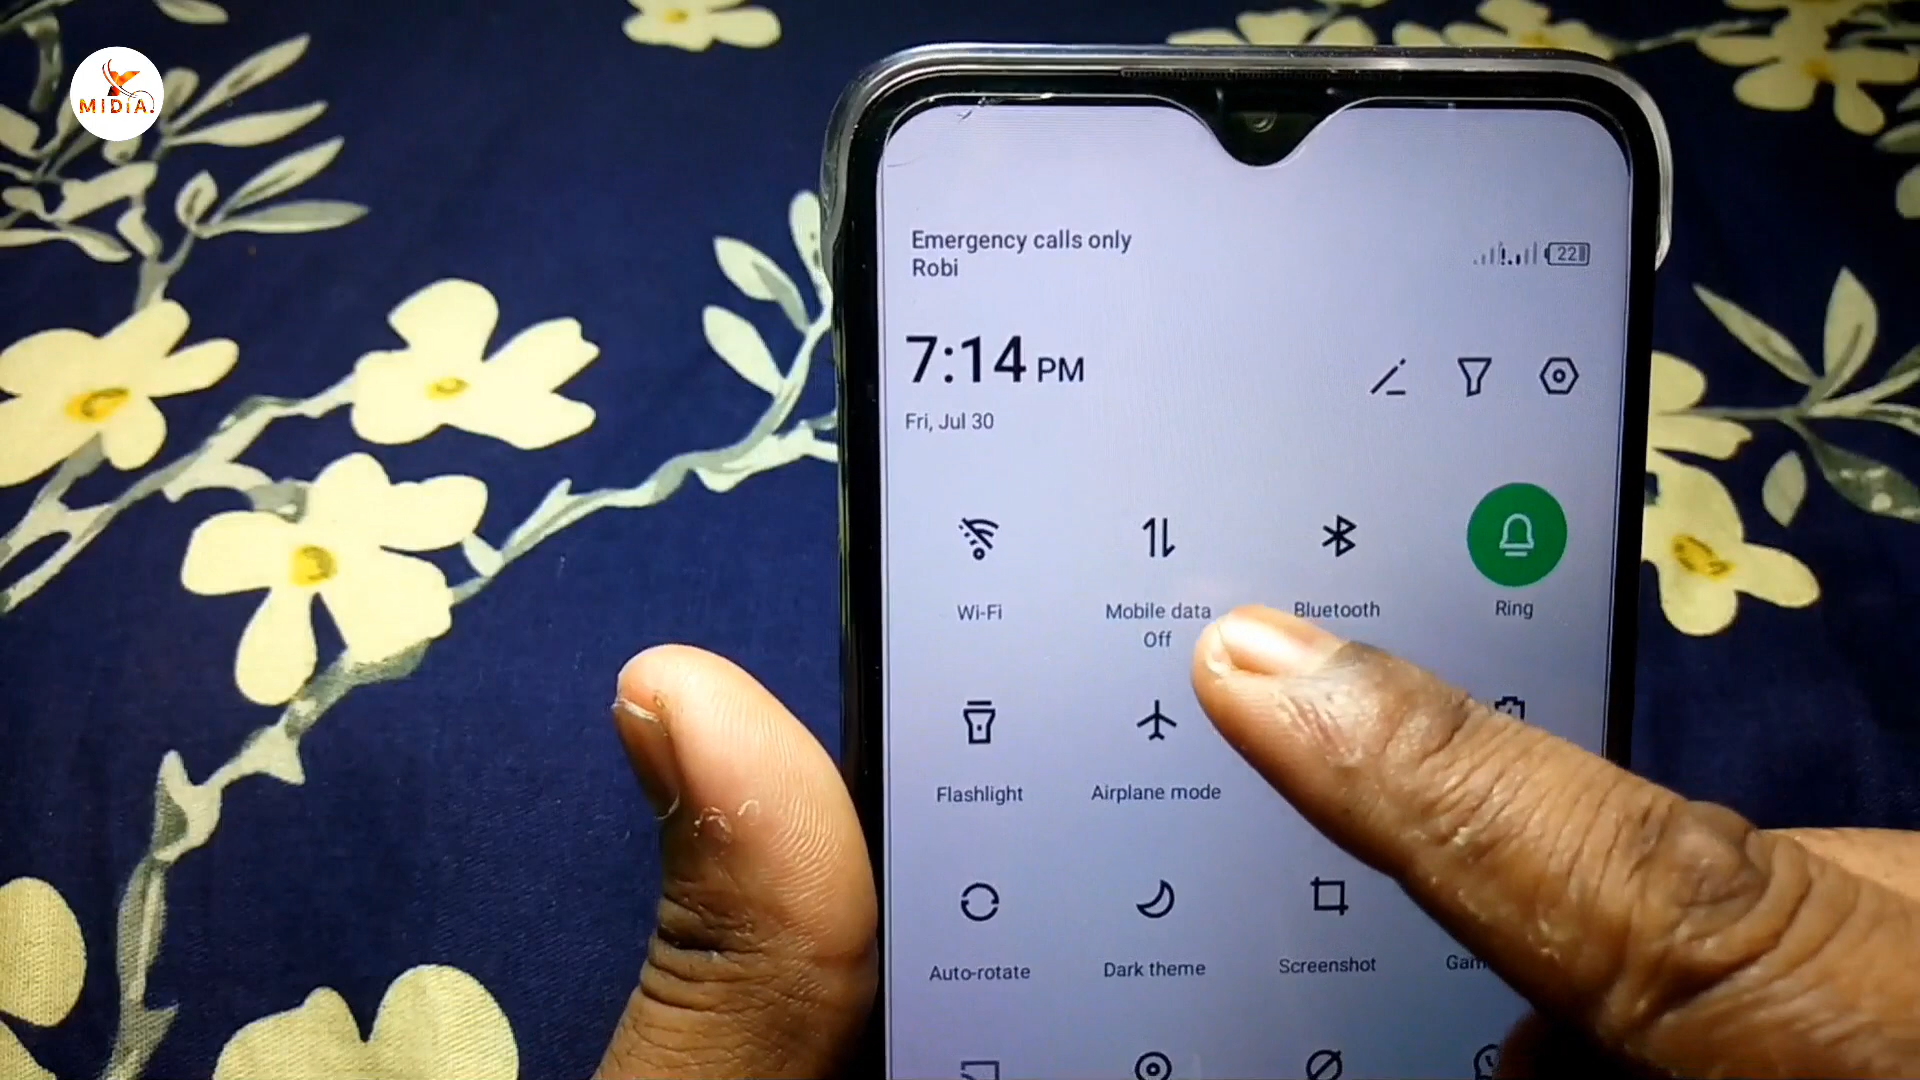 MIDIA.
Emergency calls only
Robi
22
7:14 PM
Fri, Jul 30
Wi-Fi
Mobile data
Off
Bluetooth
Ring
Flashlight
Airplane mode
Auto-rotate
Dark theme
Screenshot